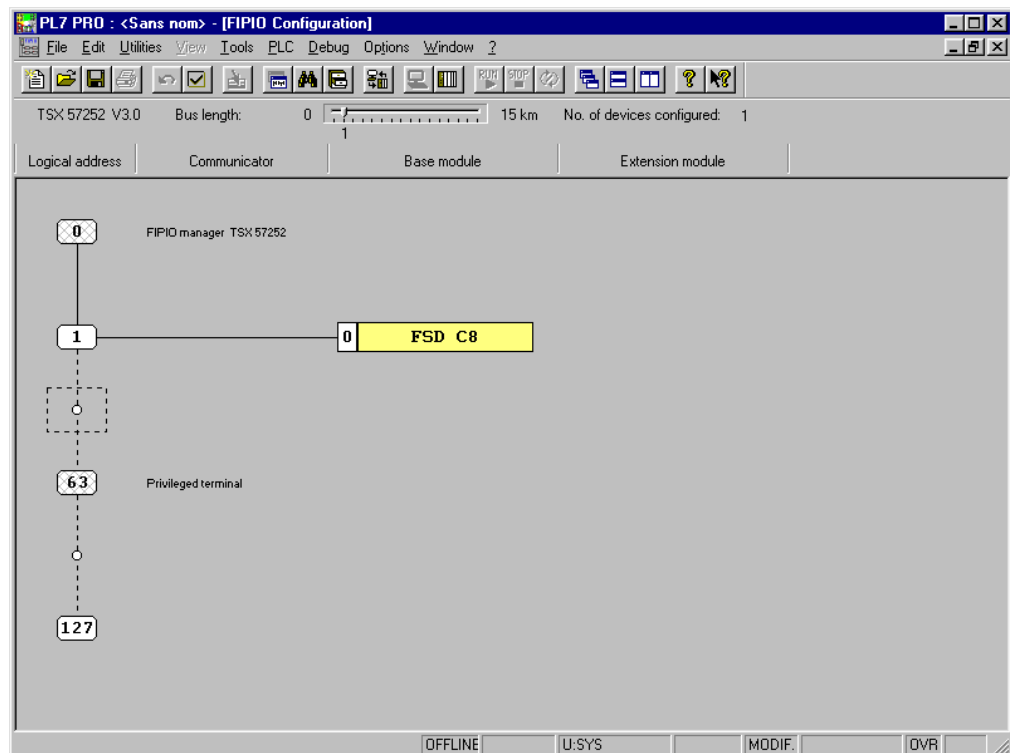 PL7 PRO : <Sans nom> - [FIPIO Configuration]
File Edit Utilities View Tools PLC Debug Options Window ?
RUN STOP
TSX 57252 V3.0 Bus length: 0 15 km No. of devices configured: 1
1
Logical address Communicator Base module Extension module
0 FIPIO manager TSX 57252
1 0 FSD C8
63 Privileged terminal
127
OFFLINE U:SYS MODIF. OVR